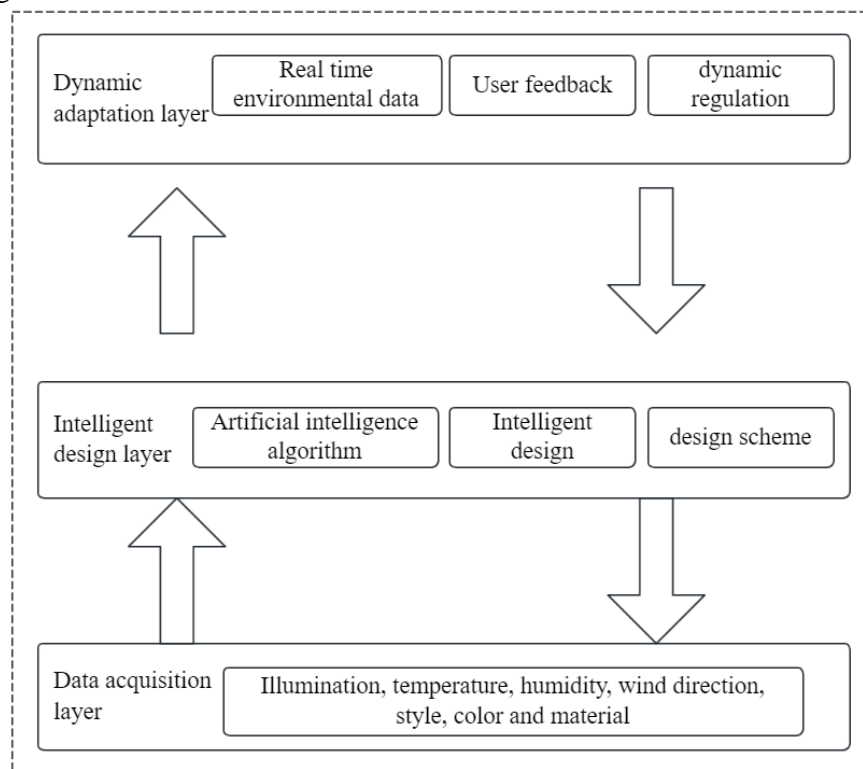 Dynamic
adaptation layer
Real time
environmental data
User feedback
dynamic
regulation
Intelligent
design layer
Artificial intelligence
algorithm
Intelligent
design
design scheme
Data acquisition
layer
Illumination, temperature, humidity, wind direction,
style, color and material